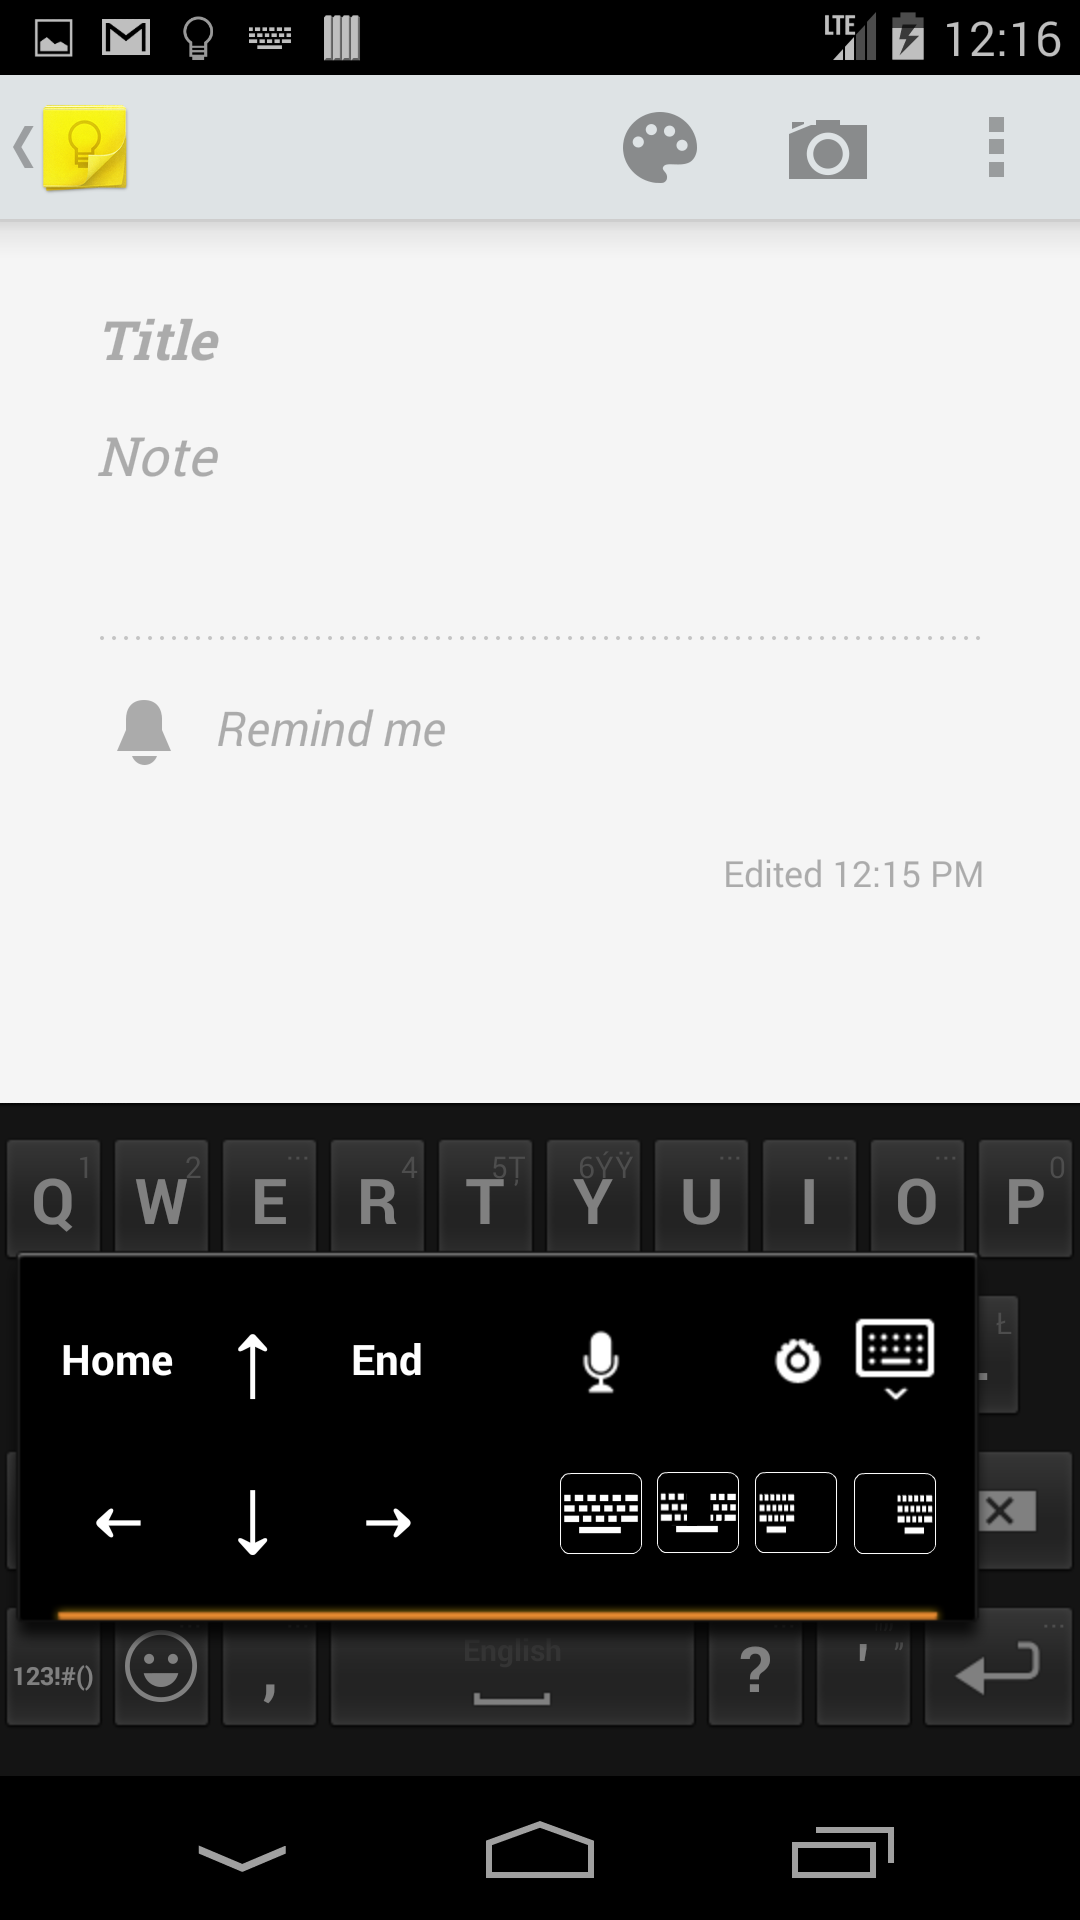 LTE 12:16
Title
Note
Remind me
Edited 12:15 PM
1 2 ... 4 5Ț 6ÝŸ ... ... ... 0
Q W E R T Y U I O P
Ł
.
Home ↑ End
← ↓ →
English
123!#() , ? ' ” ...